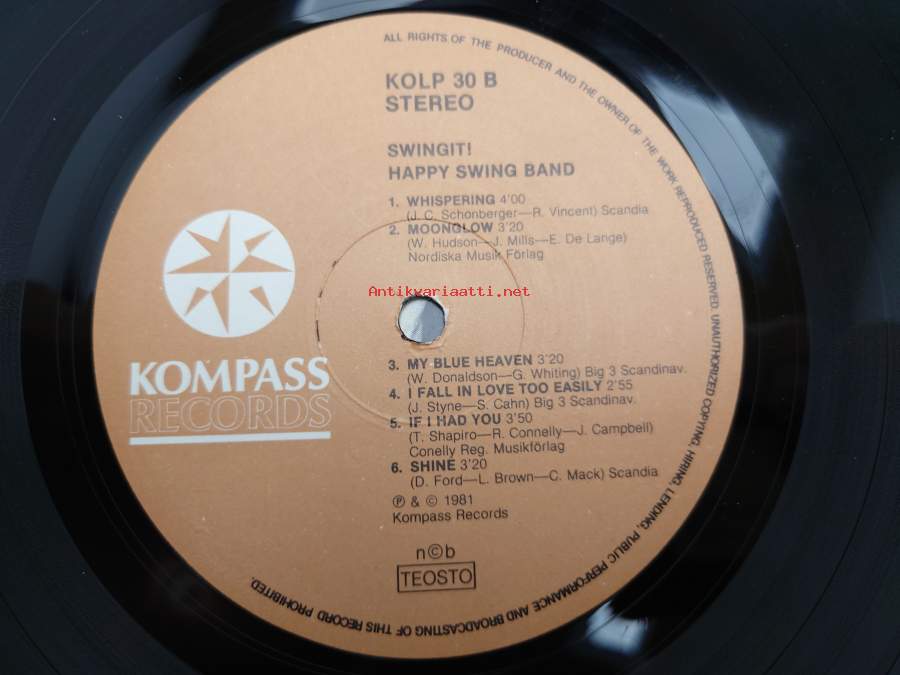 ALL RIGHTS OF THE PRODUCER AND THE OWNER OF THE WORK REPRODUCED RESERVED. UNAUTHORIZED COPYING, HIRING, LENDING, PUBLIC PERFORMANCE AND BROADCASTING OF THIS RECORD PROHIBITED.
KOLP 30 B
STEREO
SWINGIT!
HAPPY SWING BAND
1. WHISPERING 4'00
(J. C. Schonberger—R. Vincent) Scandia
2. MOONGLOW 3'20
(W. Hudson—J. Mills—E. De Lange)
Nordiska Musik Förlag
Antikvariaatti.net
KOMPASS
RECORDS
3. MY BLUE HEAVEN 3'20
(W. Donaldson—G. Whiting) Big 3 Scandinav.
4. I FALL IN LOVE TOO EASILY 2'55
(J. Styne—S. Cahn) Big 3 Scandinav.
5. IF I HAD YOU 3'50
(T. Shapiro—R. Connelly—J. Campbell)
Conelly Reg. Musikförlag
6. SHINE 3'20
(D. Ford—L. Brown—C. Mack) Scandia
℗ & © 1981
Kompass Records
n©b
TEOSTO